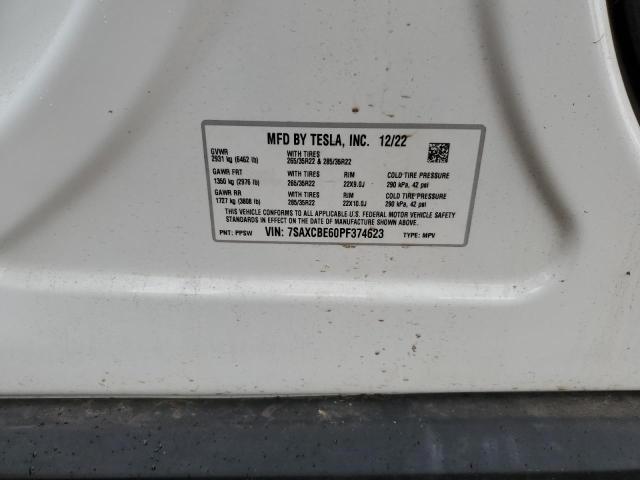 MFD BY TESLA, INC. 12/22
GVWR WITH TIRES
2931 kg (6462 lb) 265/35R22 & 285/35R22
GAWR FRT WITH TIRES RIM COLD TIRE PRESSURE
1350 kg (2976 lb) 265/35R22 22X9.0J 290 kPa, 42 psi
GAWR RR WITH TIRES RIM COLD TIRE PRESSURE
1727 kg (3808 lb) 285/35R22 22X10.0J 290 kPa, 42 psi
THIS VEHICLE CONFORMS TO ALL APPLICABLE U.S. FEDERAL MOTOR VEHICLE SAFETY
STANDARDS IN EFFECT ON THE DATE OF MANUFACTURE SHOWN ABOVE.
PNT: PPSW VIN: 7SAXCBE60PF374623 TYPE: MPV